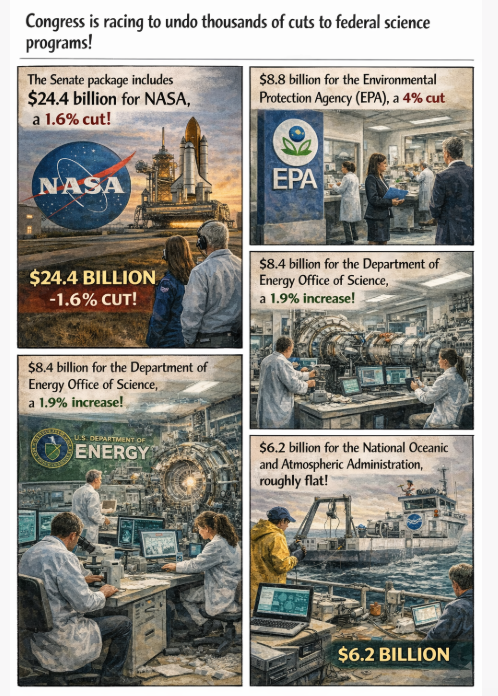 Congress is racing to undo thousands of cuts to federal science
programs!
The Senate package includes
$24.4 billion for NASA,
a 1.6% cut!
NASA
$24.4 BILLION
-1.6% CUT!
$8.8 billion for the Environmental
Protection Agency (EPA), a 4% cut
EPA
$8.4 billion for the Department of
Energy Office of Science,
a 1.9% increase!
$8.4 billion for the Department of
Energy Office of Science,
a 1.9% increase!
U.S. DEPARTMENT OF
ENERGY
$6.2 billion for the National Oceanic
and Atmospheric Administration,
roughly flat!
$6.2 BILLION